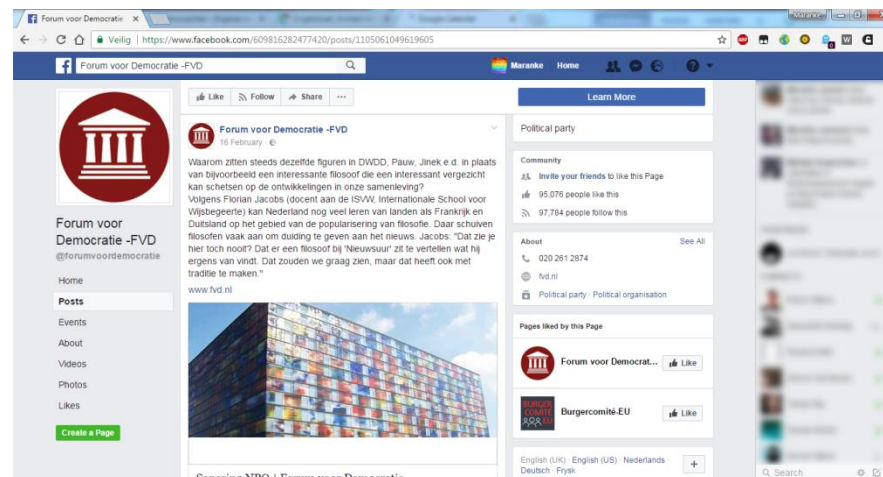 Forum voor Democratie
Maranke
Veilig | https://www.facebook.com/609816282477420/posts/1105061049619605
Forum voor Democratie -FVD
Maranke Home
Like Follow Share ...
Learn More
Forum voor Democratie -FVD
16 February
Waarom zitten steeds dezelfde figuren in DWDD, Pauw, Jinek e.d. in plaats
van bijvoorbeeld een interessante filosoof die een interessant vergezicht
kan schetsen op de ontwikkelingen in onze samenleving?
Volgens Florian Jacobs (docent aan de ISVW, Internationale School voor
Wijsbegeerte) kan Nederland nog veel leren van landen als Frankrijk en
Duitsland op het gebied van de popularisering van filosofie. Daar schuiven
filosofen vaak aan om duiding te geven aan het nieuws. Jacobs: "Dat zie je
hier toch nooit? Dat er een filosoof bij 'Nieuwsuur' zit te vertellen wat hij
ergens van vindt. Dat zouden we graag zien, maar dat heeft ook met
traditie te maken."
www.fvd.nl
Sanering NPO | Forum voor Democratie
Forum voor
Democratie -FVD
@forumvoordemocratie
Home
Posts
Events
About
Videos
Photos
Likes
Create a Page
Political party
Community
Invite your friends to like this Page
95,076 people like this
97,784 people follow this
About
See All
020 261 2874
fvd.nl
Political party · Political organisation
Pages liked by this Page
Forum voor Democrat...
Like
BURGER
COMITÉ
EU
Burgercomité-EU
Like
English (UK) · English (US) · Nederlands ·
Deutsch · Frysk
Search